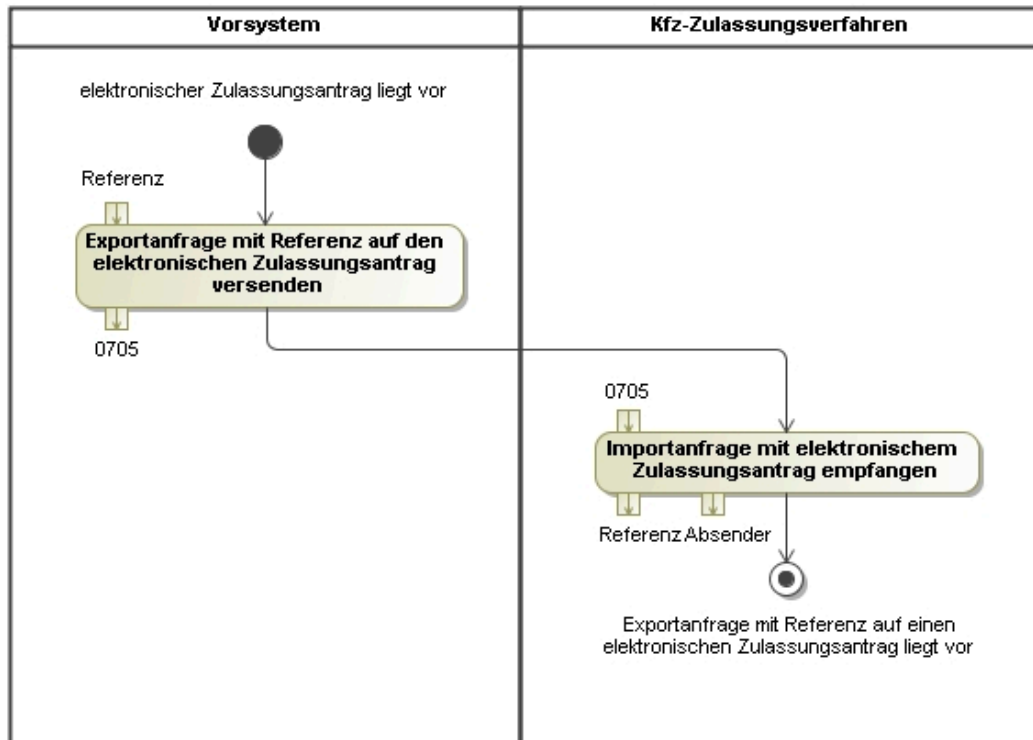 Vorsystem
Kfz-Zulassungsverfahren
elektronischer Zulassungsantrag liegt vor
Referenz
Exportanfrage mit Referenz auf den
elektronischen Zulassungsantrag
versenden
0705
0705
Importanfrage mit elektronischem
Zulassungsantrag empfangen
Referenz Absender
Exportanfrage mit Referenz auf einen
elektronischen Zulassungsantrag liegt vor